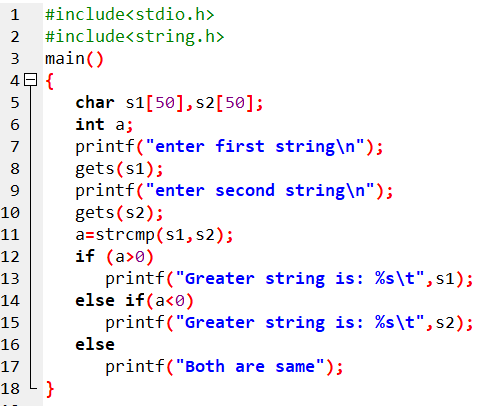 1 #include<stdio.h>
2 #include<string.h>
3 main()
4 {
5 char s1[50],s2[50];
6 int a;
7 printf("enter first string\n");
8 gets(s1);
9 printf("enter second string\n");
10 gets(s2);
11 a=strcmp(s1,s2);
12 if (a>0)
13 printf("Greater string is: %s\t",s1);
14 else if(a<0)
15 printf("Greater string is: %s\t",s2);
16 else
17 printf("Both are same");
18 }